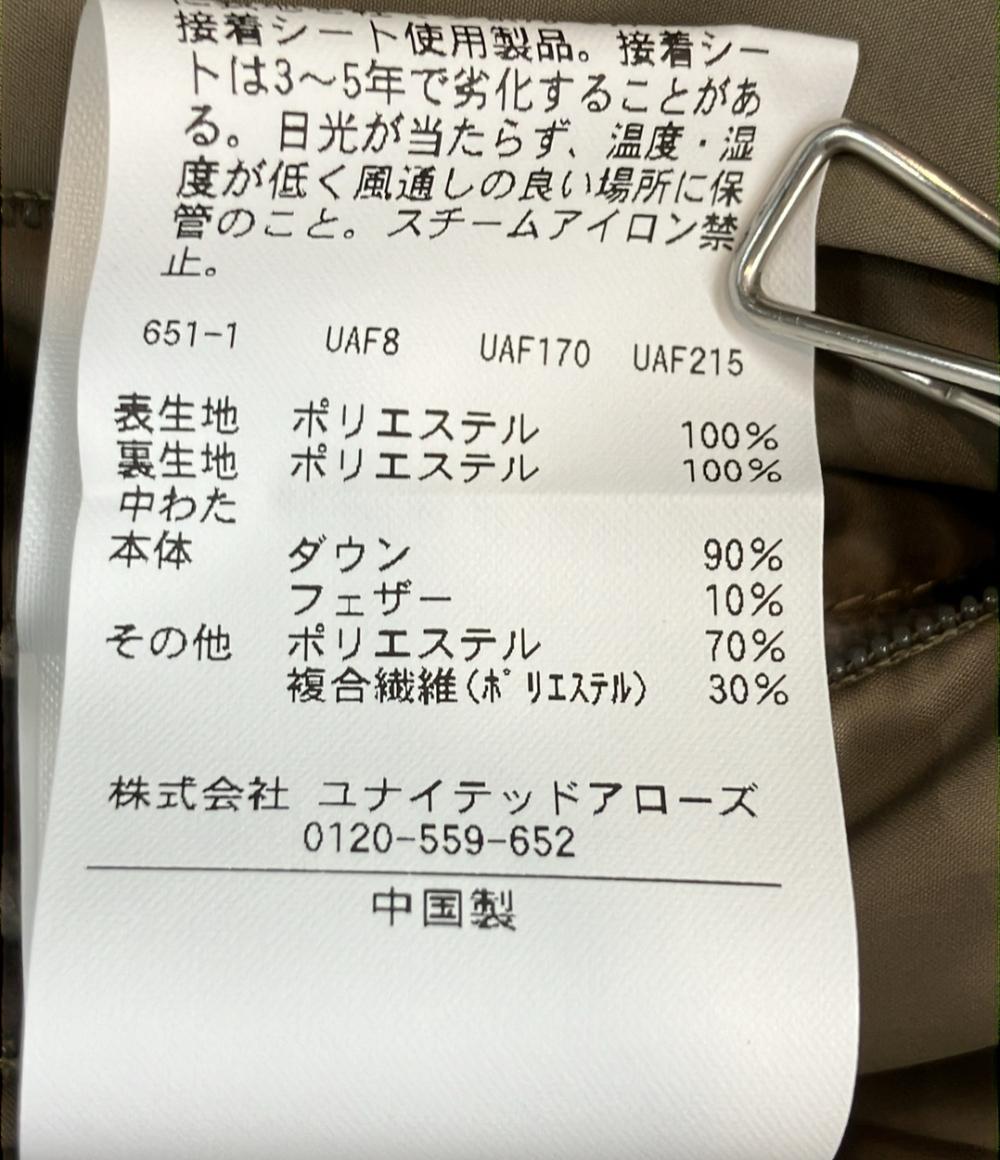 接着シート使用製品。接着シー
トは3～5年で劣化することがあ
る。日光が当たらず、温度・湿
度が低く風通しの良い場所に保
管のこと。スチームアイロン禁
止。
651-1 UAF8 UAF170 UAF215
表生地 ポリエステル 100%
裏生地 ポリエステル 100%
中わた
本体 ダウン 90%
フェザー 10%
その他 ポリエステル 70%
複合繊維(ﾎﾟﾘｴｽﾃﾙ) 30%
株式会社 ユナイテッドアローズ
0120-559-652
中国製